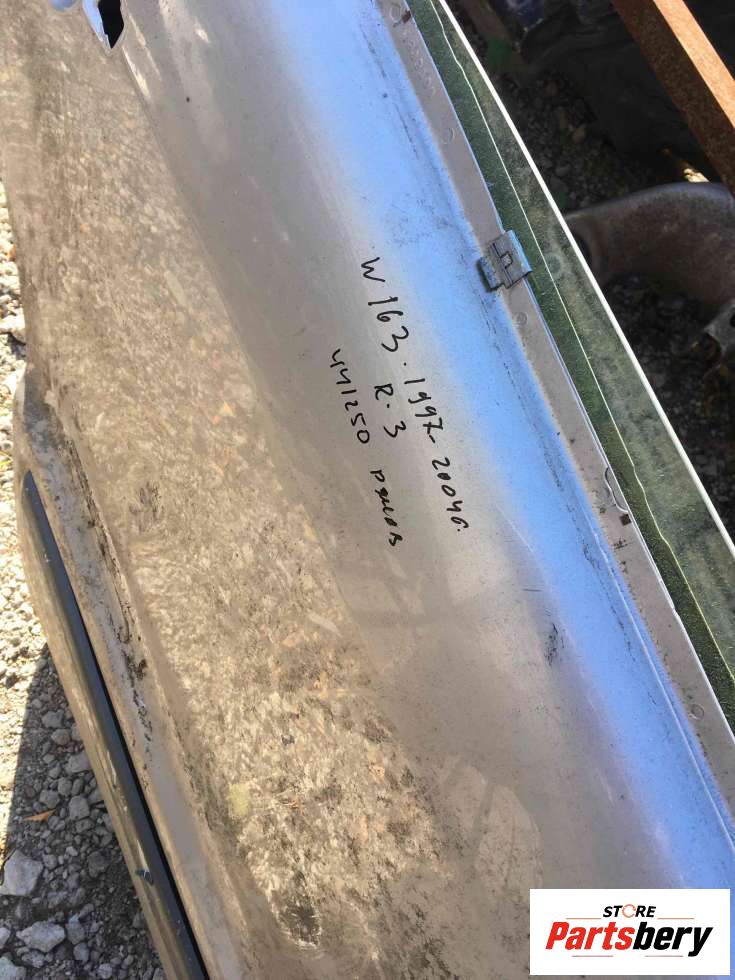 W163. 1997-2004г.
R-3
441250
STORE
Partsbery